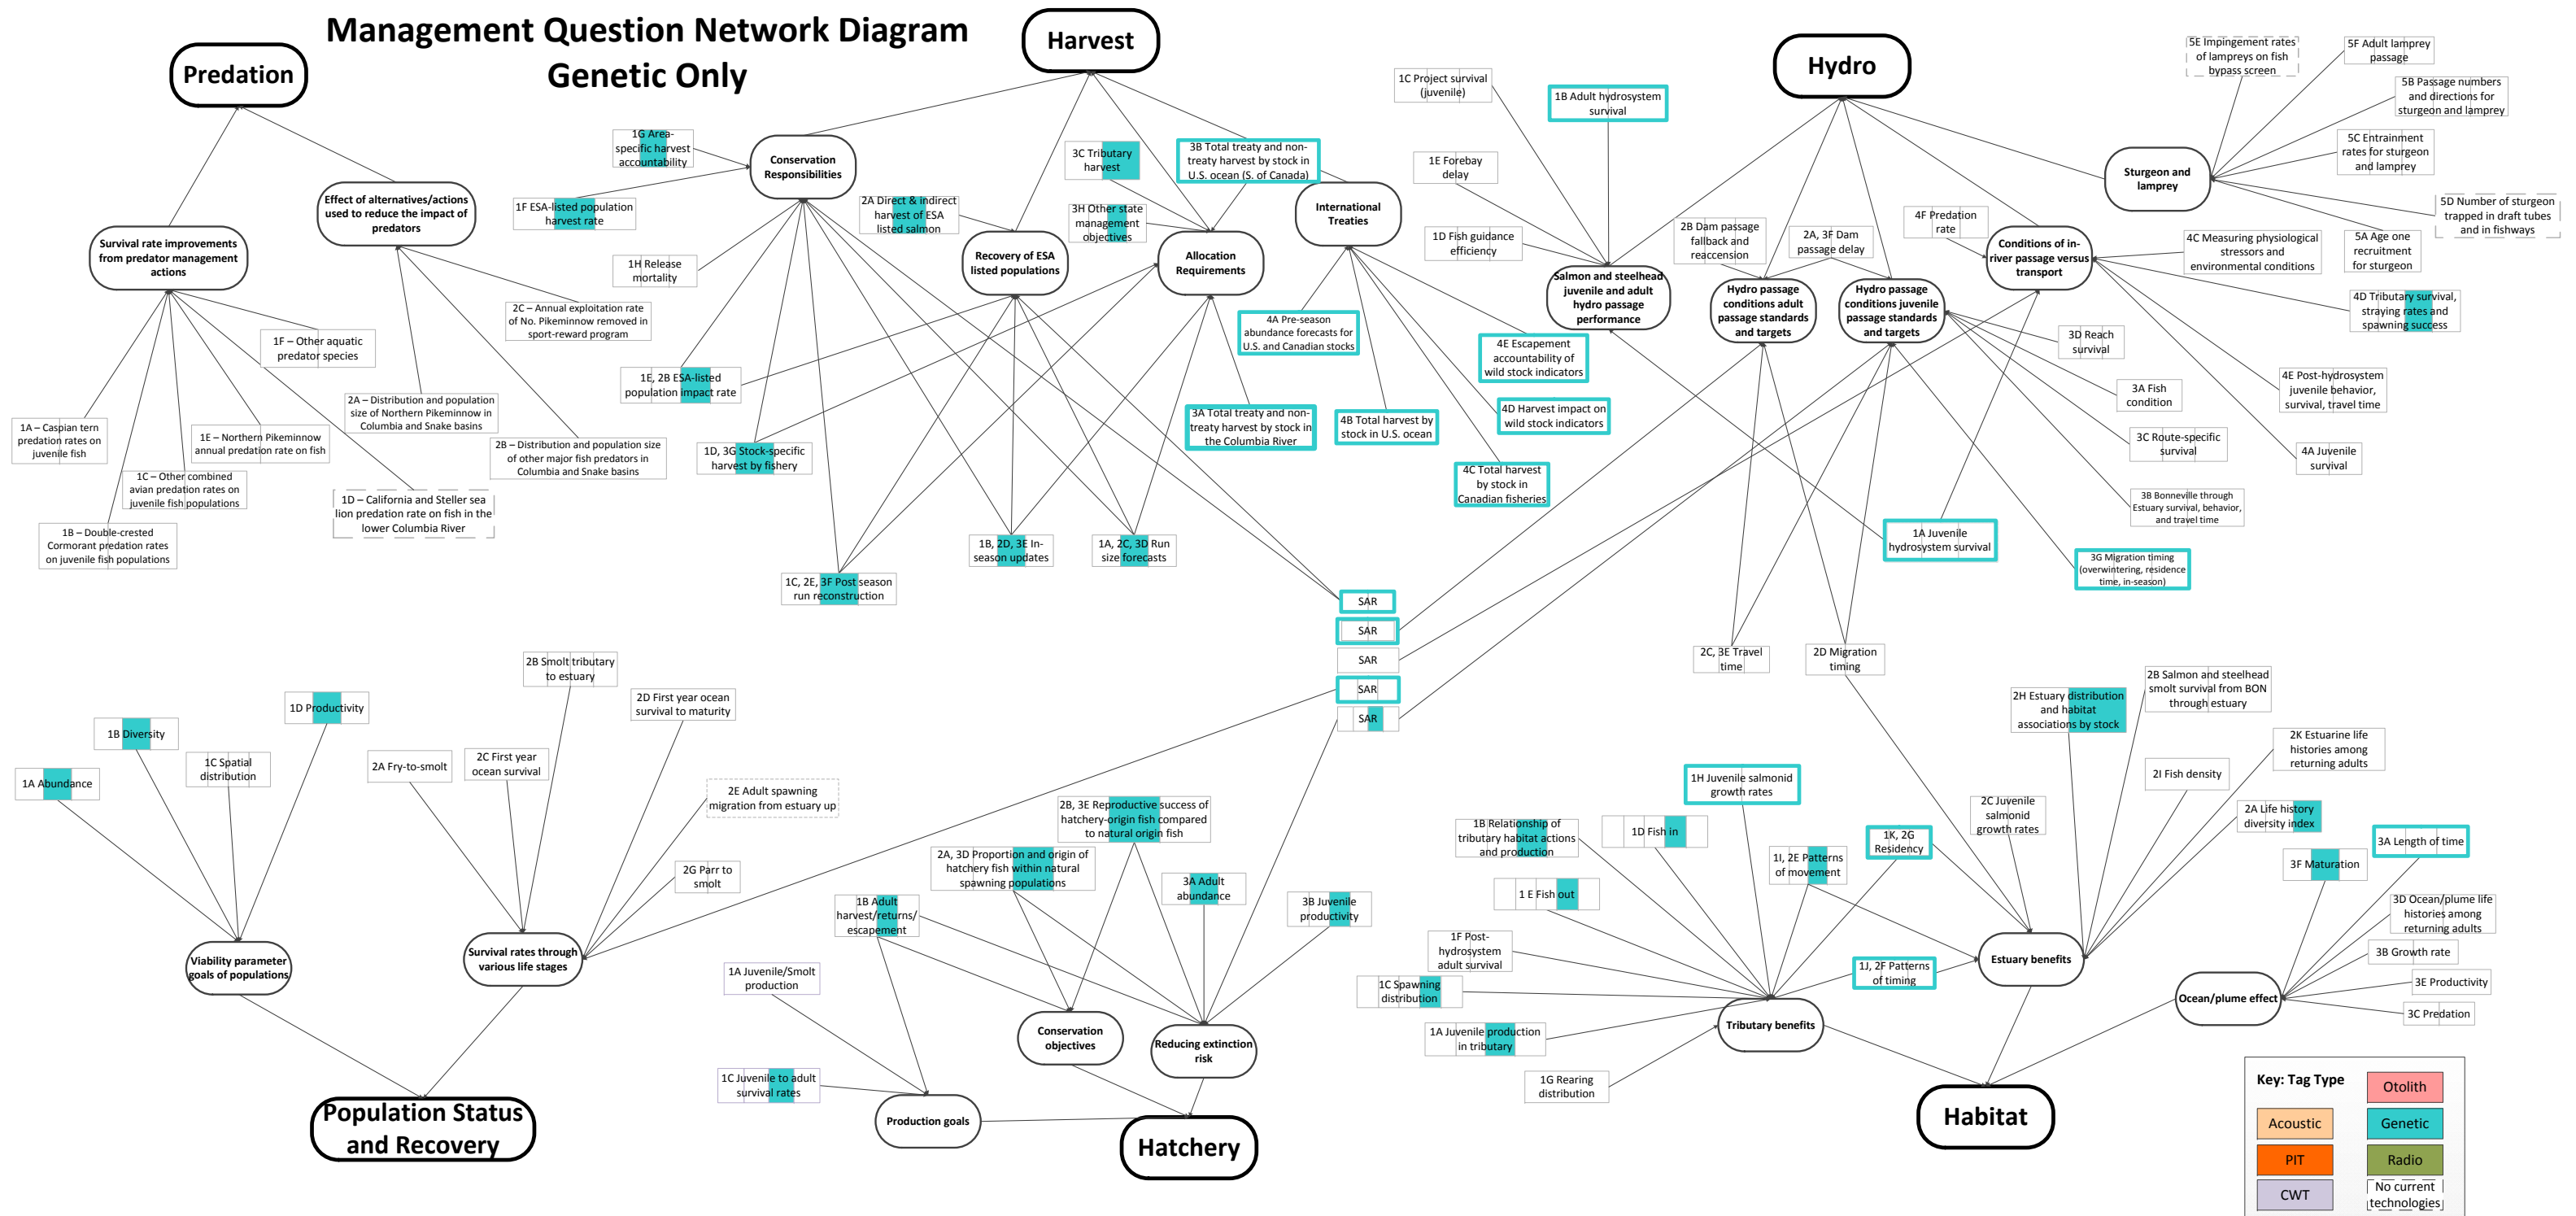 Management Question Network Diagram
Genetic Only
Predation
Harvest
Hydro
Survival rate improvements
from predator management
actions
Effect of alternatives/actions
used to reduce the impact of
predators
1F – Other aquatic
predator species
2C – Annual exploitation rate
of No. Pikeminnow removed in
sport-reward program
1A – Caspian tern
predation rates on
juvenile fish
1E – Northern Pikeminnow
annual predation rate on fish
2A – Distribution and population
size of Northern Pikeminnow in
Columbia and Snake basins
2B – Distribution and population size
of other major fish predators in
Columbia and Snake basins
1C – Other combined
avian predation rates on
juvenile fish populations
1D – California and Steller sea
lion predation rate on fish in the
lower Columbia River
1B – Double-crested
Cormorant predation rates
on juvenile fish populations
1G Area-
specific harvest
accountability
Conservation
Responsibilities
1F ESA-listed population
harvest rate
1H Release
mortality
2A Direct & indirect
harvest of ESA
listed salmon
3C Tributary
harvest
3B Total treaty and non-
treaty harvest by stock in
U.S. ocean (S. of Canada)
3H Other state
management
objectives
International
Treaties
Recovery of ESA
listed populations
Allocation
Requirements
1E, 2B ESA-listed
population impact rate
1D, 3G Stock-specific
harvest by fishery
4A Pre-season
abundance forecasts for
U.S. and Canadian stocks
4E Escapement
accountability of
wild stock indicators
3A Total treaty and non-
treaty harvest by stock in
the Columbia River
4B Total harvest by
stock in U.S. ocean
4D Harvest impact on
wild stock indicators
4C Total harvest
by stock in
Canadian fisheries
1B, 2D, 3E In-
season updates
1A, 2C, 3D Run
size forecasts
1C, 2E, 3F Post season
run reconstruction
1C Project survival
(juvenile)
1B Adult hydrosystem
survival
1E Forebay
delay
1D Fish guidance
efficiency
Salmon and steelhead
juvenile and adult
hydro passage
performance
2B Dam passage
fallback and
reaccension
2A, 3F Dam
passage delay
Hydro passage
conditions adult
passage standards
and targets
Hydro passage
conditions juvenile
passage standards
and targets
4F Predation
rate
Conditions of in-
river passage versus
transport
Sturgeon and
lamprey
5E Impingement rates
of lampreys on fish
bypass screen
5F Adult lamprey
passage
5B Passage numbers
and directions for
sturgeon and lamprey
5C Entrainment
rates for sturgeon
and lamprey
5D Number of sturgeon
trapped in draft tubes
and in fishways
5A Age one
recruitment
for sturgeon
4C Measuring physiological
stressors and
environmental conditions
4D Tributary survival,
straying rates and
spawning success
3D Reach
survival
4E Post-hydrosystem
juvenile behavior,
survival, travel time
3A Fish
condition
3C Route-specific
survival
4A Juvenile
survival
3B Bonneville through
Estuary survival, behavior,
and travel time
1A Juvenile
hydrosystem survival
3G Migration timing
(overwintering, residence
time, in-season)
SAR
SAR
SAR
SAR
SAR
2C, 3E Travel
time
2D Migration
timing
1D Productivity
1B Diversity
1C Spatial
distribution
1A Abundance
2B Smolt tributary
to estuary
2D First year ocean
survival to maturity
2A Fry-to-smolt
2C First year
ocean survival
2E Adult spawning
migration from estuary up
2G Parr to
smolt
Viability parameter
goals of populations
Survival rates through
various life stages
Population Status
and Recovery
2B, 3E Reproductive success of
hatchery-origin fish compared
to natural origin fish
2A, 3D Proportion and origin of
hatchery fish within natural
spawning populations
1B Adult
harvest/returns/
escapement
3A Adult
abundance
3B Juvenile
productivity
1A Juvenile/Smolt
production
1C Juvenile to adult
survival rates
Conservation
objectives
Reducing extinction
risk
Production goals
Hatchery
1H Juvenile salmonid
growth rates
1B Relationship of
tributary habitat actions
and production
1D Fish in
1I, 2E Patterns
of movement
1K, 2G
Residency
1 E Fish out
1F Post-
hydrosystem
adult survival
1C Spawning
distribution
1A Juvenile production
in tributary
1G Rearing
distribution
1J, 2F Patterns
of timing
Tributary benefits
2H Estuary distribution
and habitat
associations by stock
2B Salmon and steelhead
smolt survival from BON
through estuary
2K Estuarine life
histories among
returning adults
2I Fish density
2C Juvenile
salmonid
growth rates
2A Life history
diversity index
3A Length of time
3F Maturation
Estuary benefits
3D Ocean/plume life
histories among
returning adults
3B Growth rate
3E Productivity
3C Predation
Ocean/plume effect
Habitat
Key: Tag Type
Otolith
Acoustic
Genetic
PIT
Radio
CWT
No current
technologies